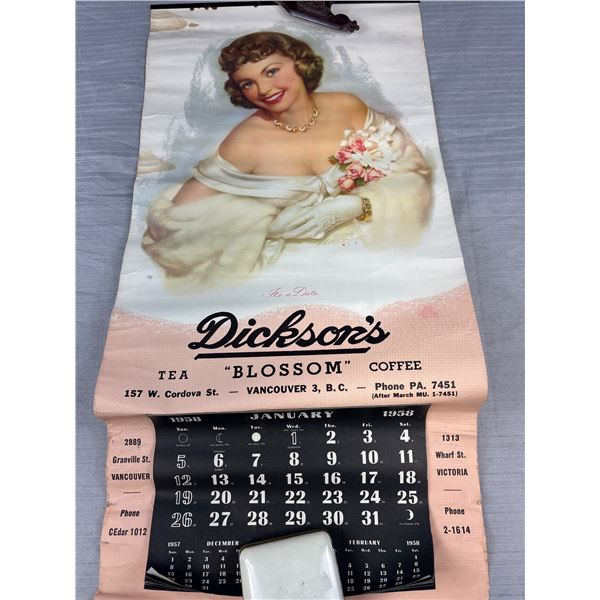 It's a Date
Dickson's
TEA "BLOSSOM" COFFEE
157 W. Cordova St. — VANCOUVER 3, B.C. — Phone PA. 7451
(After March MU. 1-7451)
1958 JANUARY 1958
2889
Granville St.
VANCOUVER
Phone
CEdar 1012
1313
Wharf St.
VICTORIA
Phone
2-1614
Sun. Mon. Tue. Wed. Thu. Fri. Sat.
1 2 3 4
5 6 7 8 9 10 11
12 13 14 15 16 17 18
19 20 21 22 23 24 25
26 27 28 29 30 31
1957 DECEMBER
FEBRUARY 1958